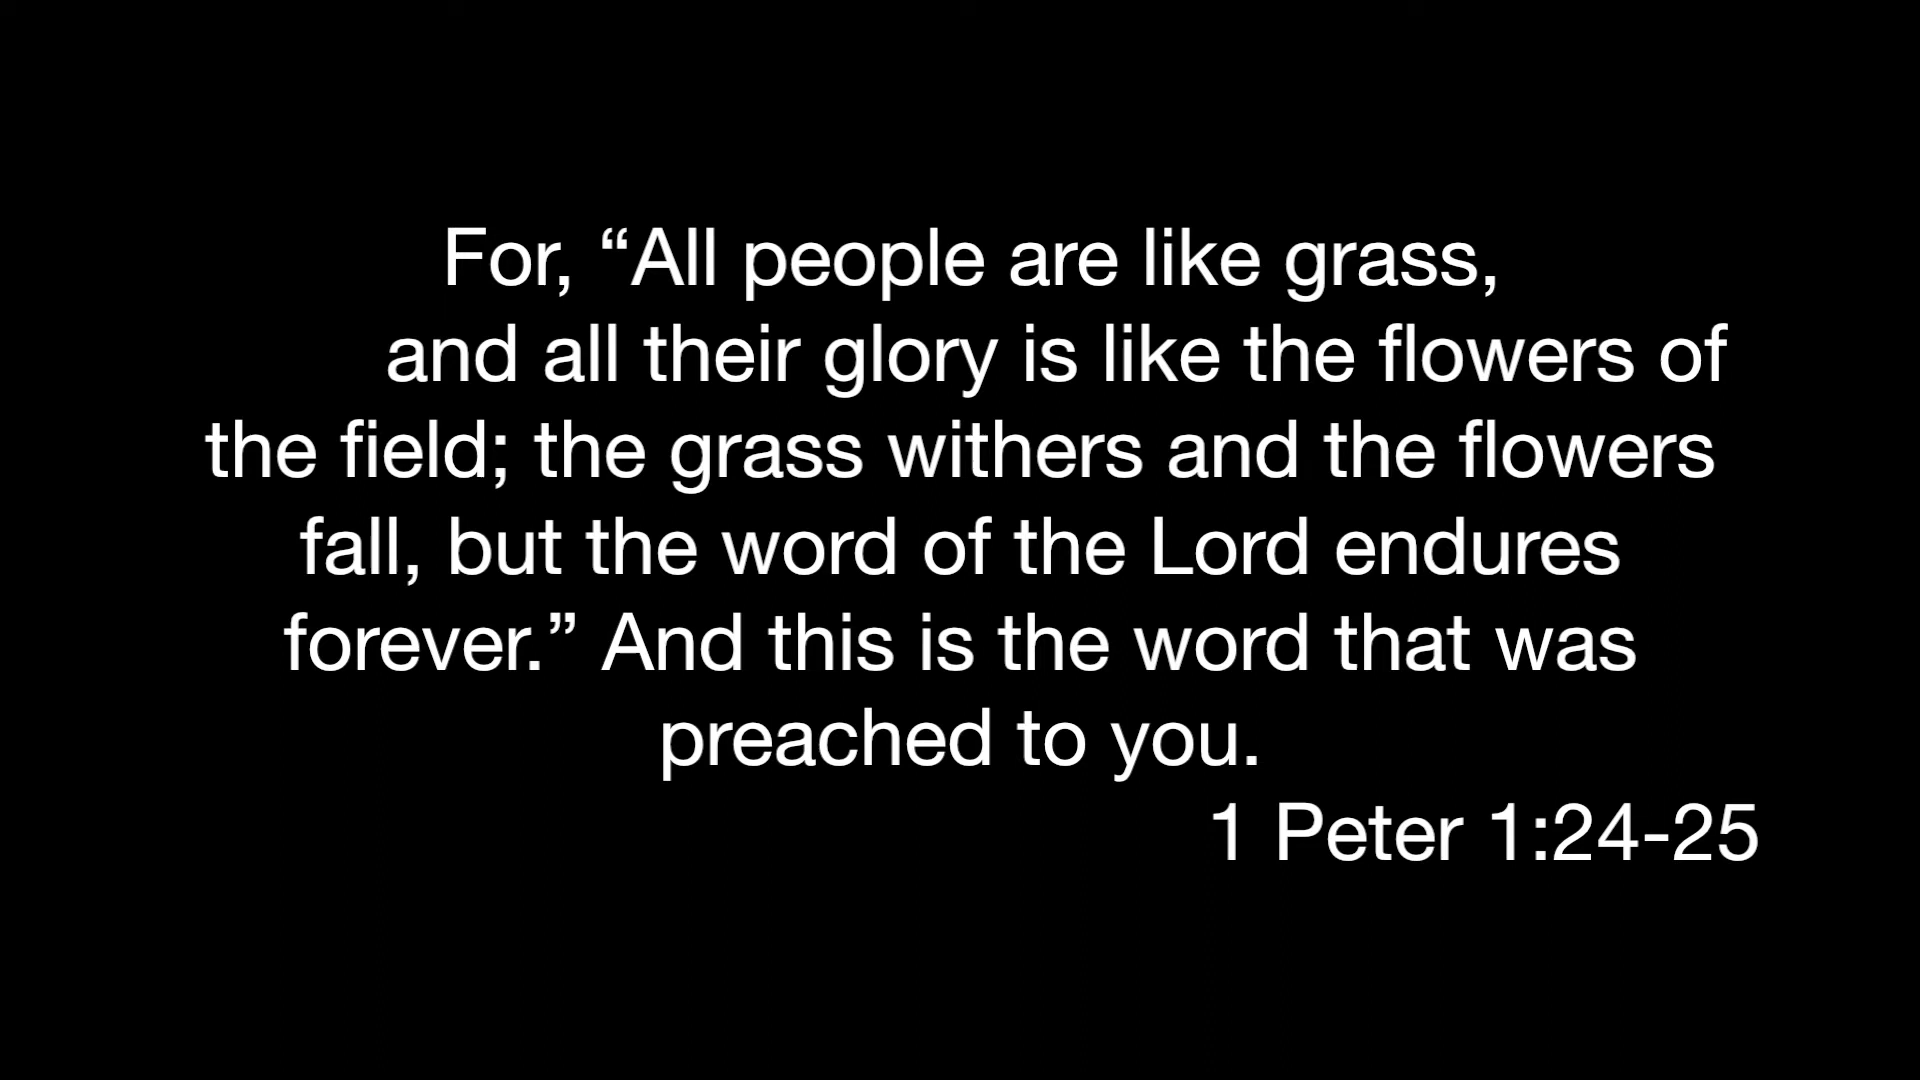 For, “All people are like grass,
and all their glory is like the flowers of
the field; the grass withers and the flowers
fall, but the word of the Lord endures
forever.” And this is the word that was
preached to you.
1 Peter 1:24-25